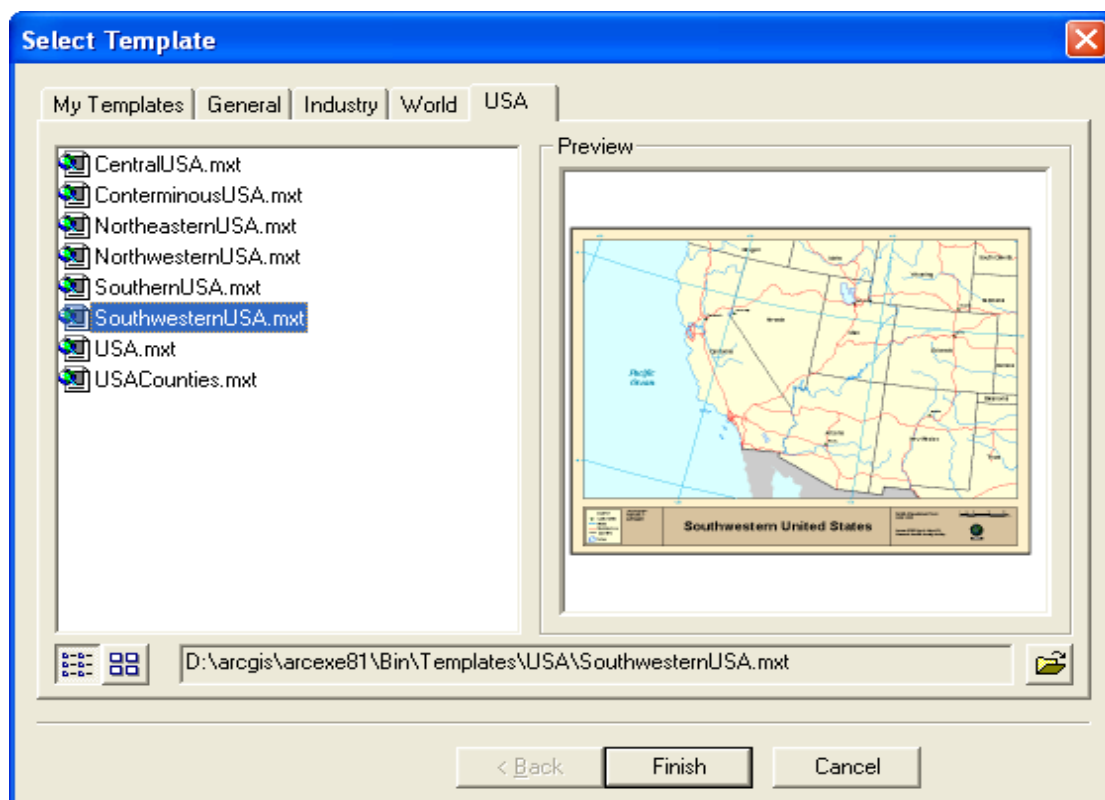 Select Template
My Templates General Industry World USA
CentralUSA.mxt
ConterminousUSA.mxt
NortheasternUSA.mxt
NorthwesternUSA.mxt
SouthernUSA.mxt
SouthwesternUSA.mxt
USA.mxt
USACounties.mxt
Preview
Pacific
Ocean
Southwestern United States
D:\arcgis\arcexe81\Bin\Templates\USA\SouthwesternUSA.mxt
< Back Finish Cancel